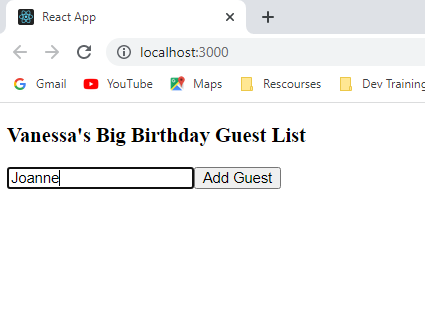 React App
localhost:3000
Gmail YouTube Maps Rescourses Dev Training
Vanessa's Big Birthday Guest List
Joanne Add Guest